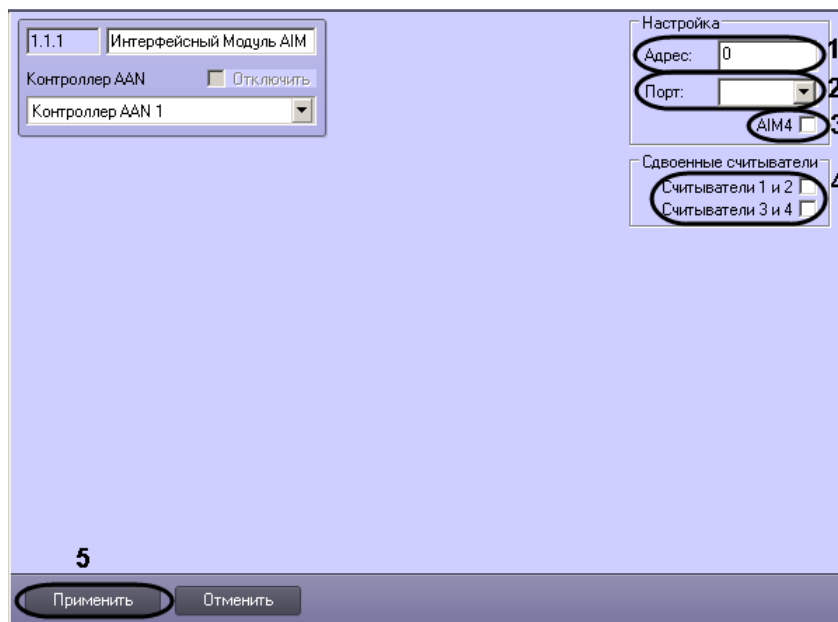 1.1.1 Интерфейсный Модуль AIM
Контроллер AAN Отключить
Контроллер AAN 1
Настройка
Адрес: 0 1
Порт: 2
AIM4 3
Сдвоенные считыватели
Считыватели 1 и 2 4
Считыватели 3 и 4
5
Применить Отменить